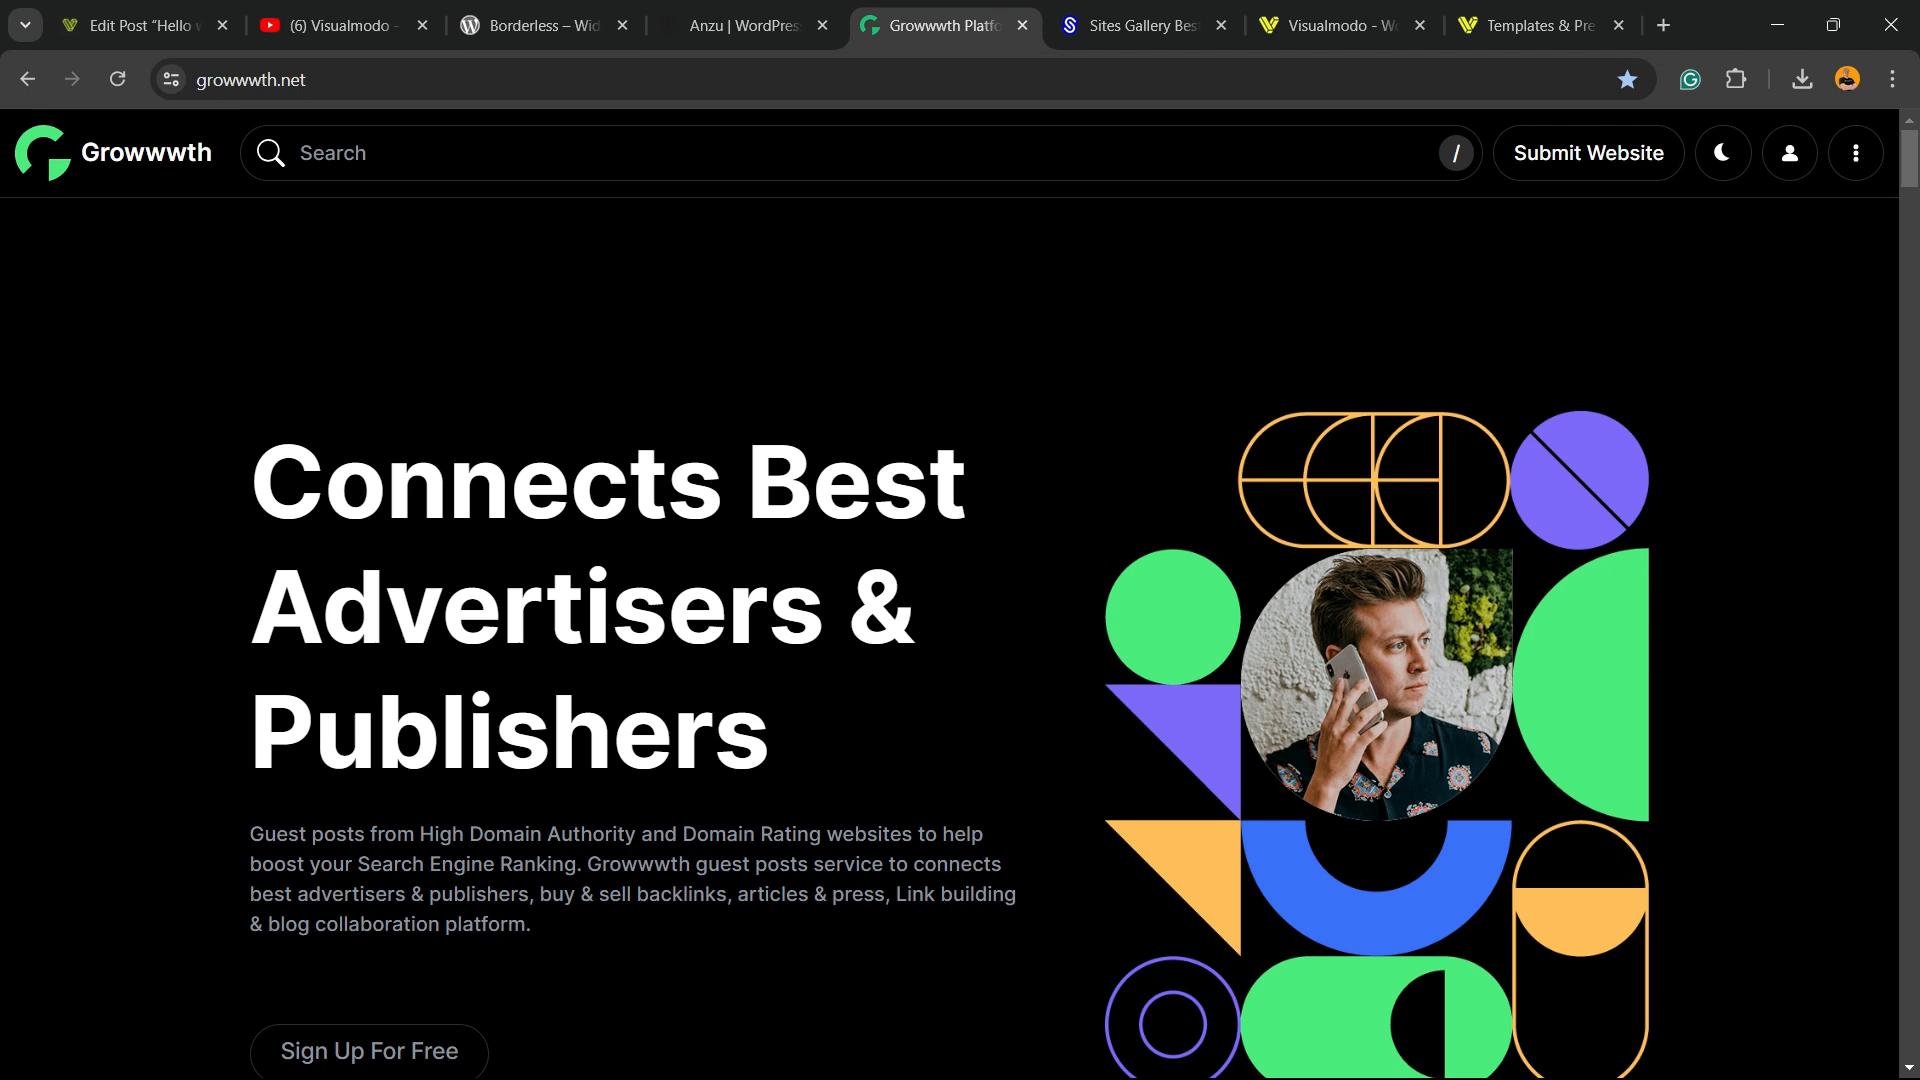 Edit Post “Hello w
(6) Visualmodo -
Borderless – Wid
Anzu | WordPres
Growwwth Platfo
Sites Gallery Bes
Visualmodo - Wo
Templates & Pre
growwwth.net
Growwwth
Search
/
Submit Website
Connects Best
Advertisers &
Publishers
Guest posts from High Domain Authority and Domain Rating websites to help
boost your Search Engine Ranking. Growwwth guest posts service to connects
best advertisers & publishers, buy & sell backlinks, articles & press, Link building
& blog collaboration platform.
Sign Up For Free